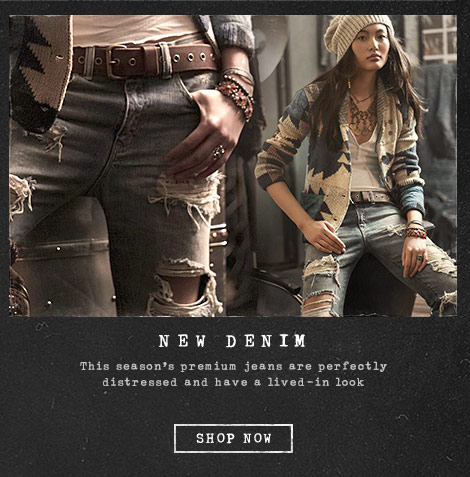 NEW DENIM
This season's premium jeans are perfectly
distressed and have a lived-in look
SHOP NOW